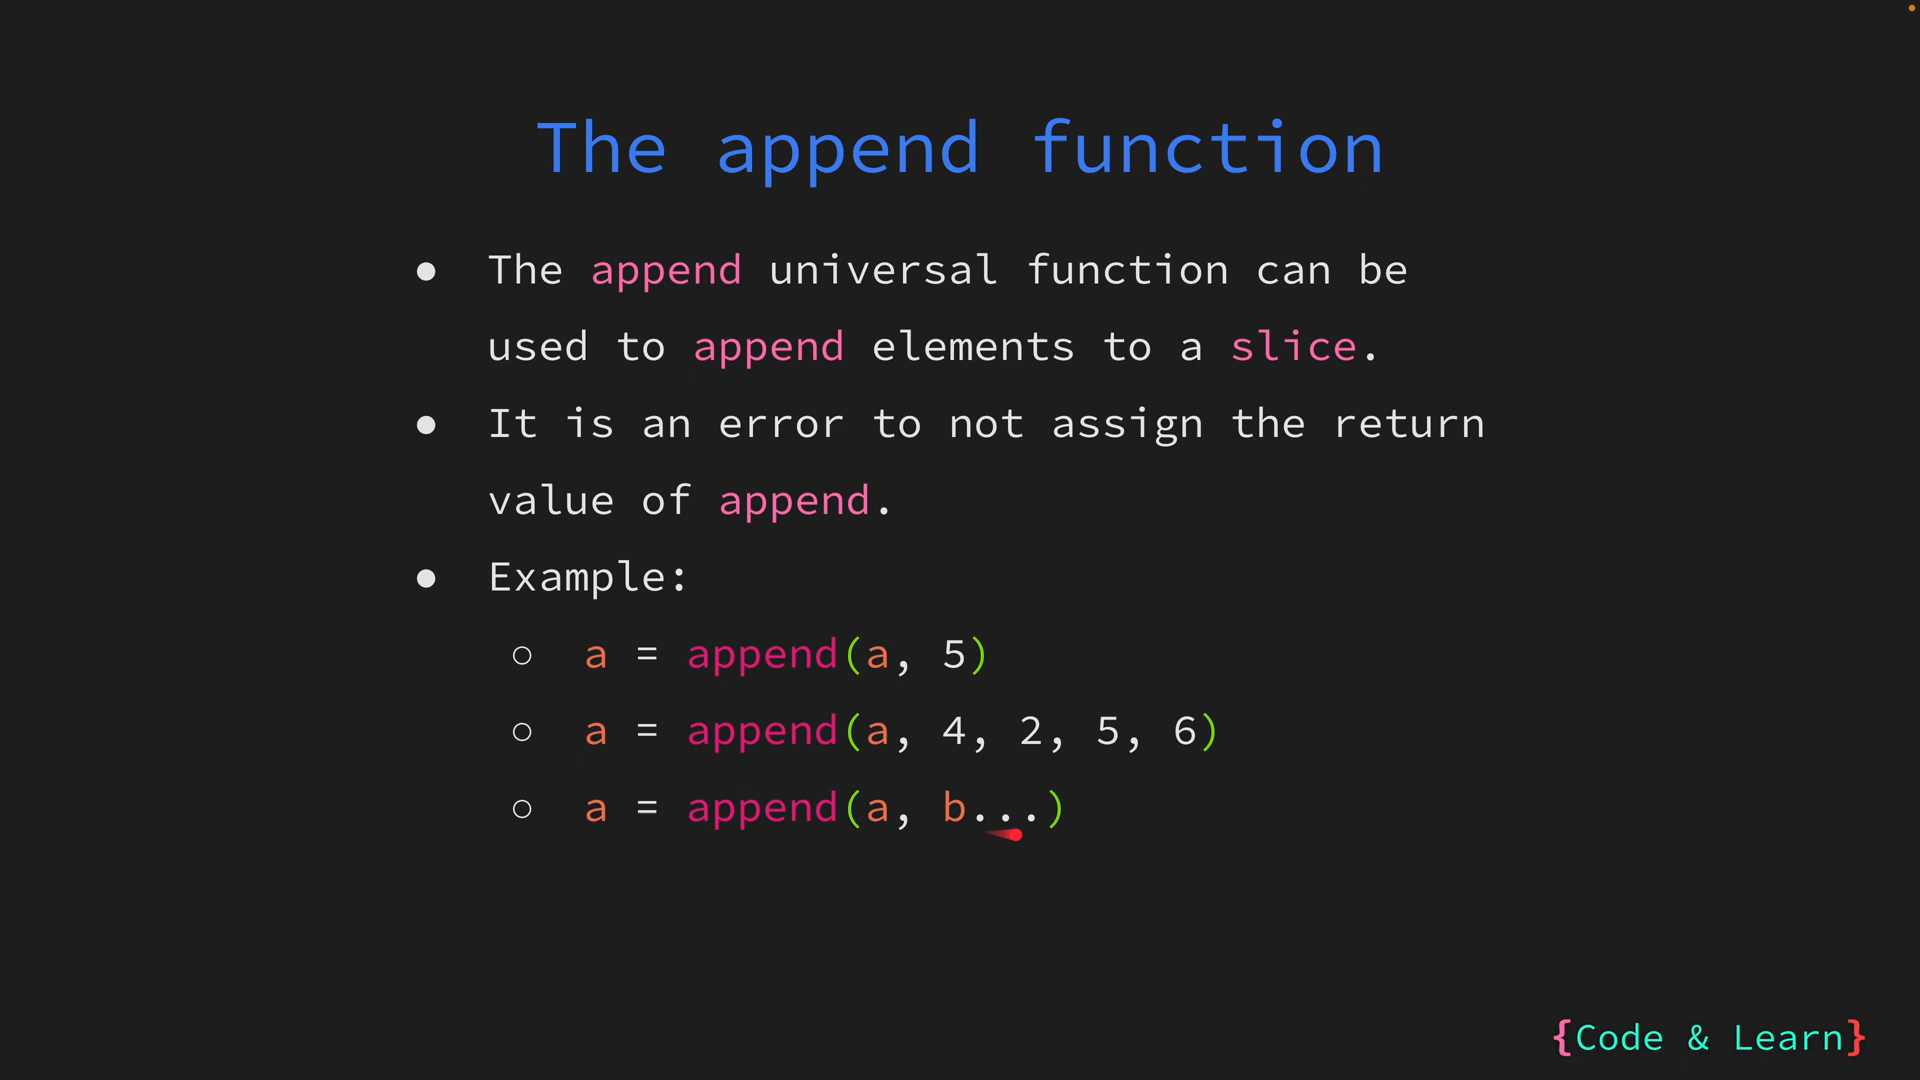 The append function
● The append universal function can be
used to append elements to a slice.
● It is an error to not assign the return
value of append.
● Example:
○ a = append(a, 5)
○ a = append(a, 4, 2, 5, 6)
○ a = append(a, b...)
{Code & Learn}